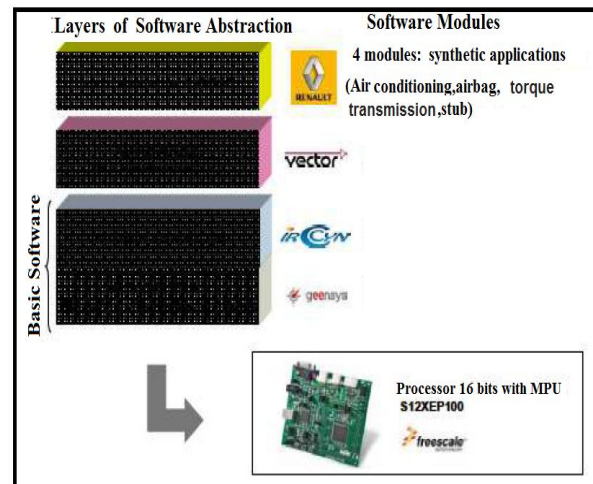 Layers of Software Abstraction
Software Modules
4 modules: synthetic applications
(Air conditioning,airbag, torque
transmission,stub)
RENAULT
vector
IRCCyN
geensys
Basic Software
Processor 16 bits with MPU
S12XEP100
freescale